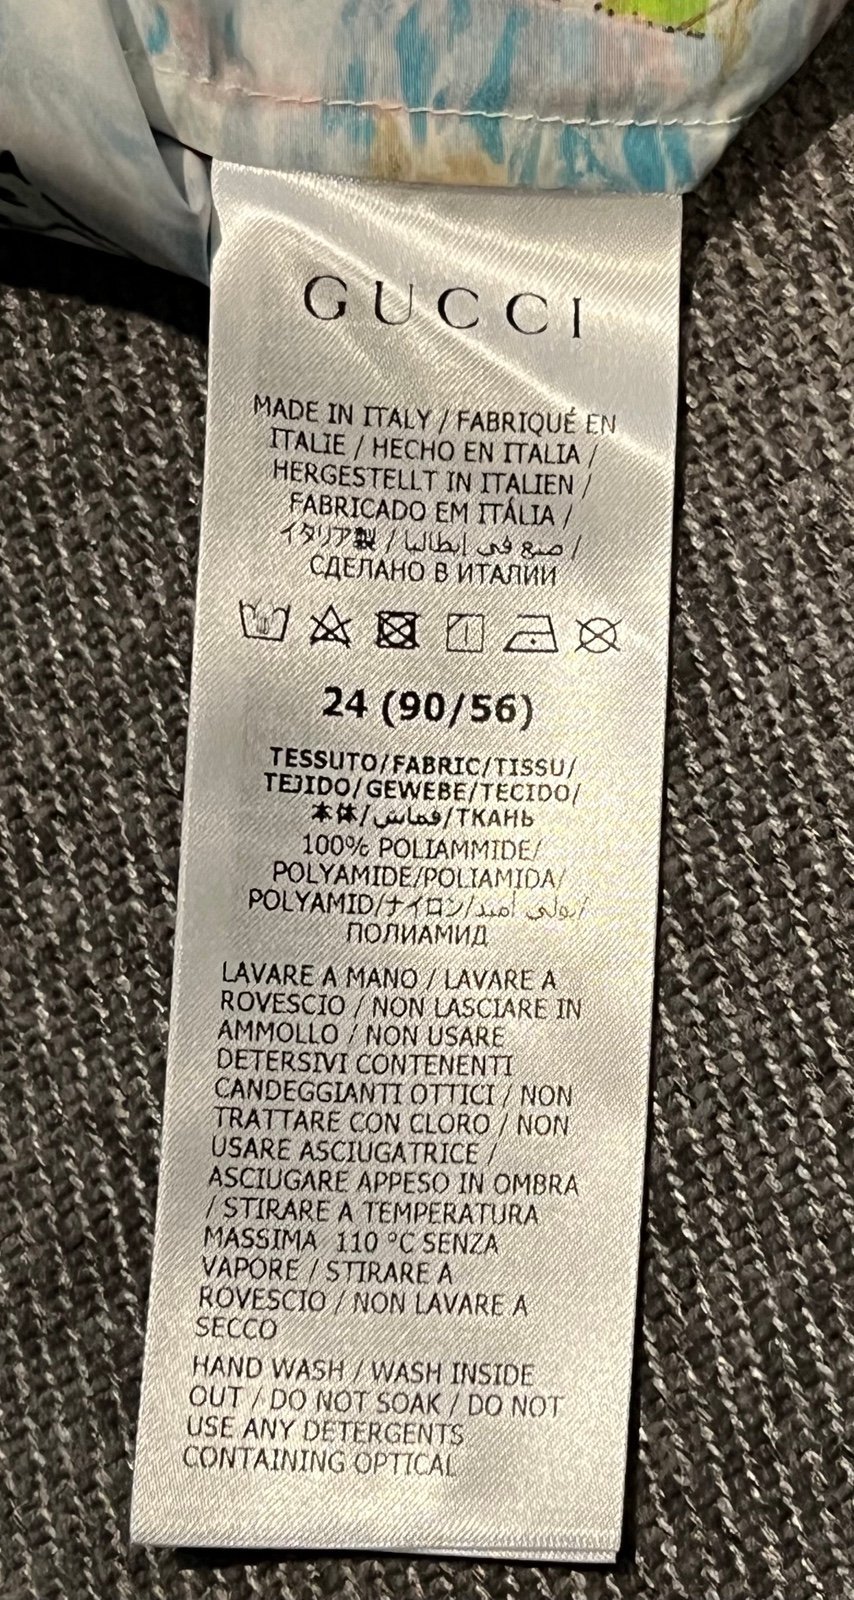 GUCCI
MADE IN ITALY / FABRIQUÉ EN
ITALIE / HECHO EN ITALIA /
HERGESTELLT IN ITALIEN /
FABRICADO EM ITÁLIA /
イタリア製 / صنع في إيطاليا /
СДЕЛАНО В ИТАЛИИ
24 (90/56)
TESSUTO/FABRIC/TISSU/
TEJIDO/GEWEBE/TECIDO/
本体/قماش/ТКАНЬ
100% POLIAMMIDE/
POLYAMIDE/POLIAMIDA/
POLYAMID/ナイロン/بولي أميد/
ПОЛИАМИД
LAVARE A MANO / LAVARE A
ROVESCIO / NON LASCIARE IN
AMMOLLO / NON USARE
DETERSIVI CONTENENTI
CANDEGGIANTI OTTICI / NON
TRATTARE CON CLORO / NON
USARE ASCIUGATRICE /
ASCIUGARE APPESO IN OMBRA
/ STIRARE A TEMPERATURA
MASSIMA 110 °C SENZA
VAPORE / STIRARE A
ROVESCIO / NON LAVARE A
SECCO
HAND WASH / WASH INSIDE
OUT / DO NOT SOAK / DO NOT
USE ANY DETERGENTS
CONTAINING OPTICAL